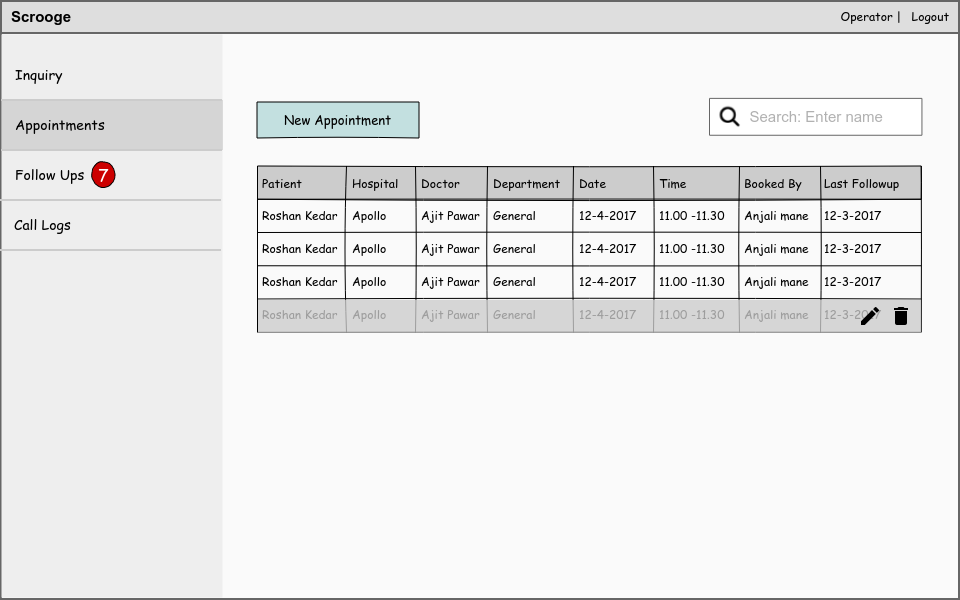 Scrooge Operator | Logout
Inquiry
Appointments
Follow Ups 7
Call Logs
New Appointment
Search: Enter name
Patient Hospital Doctor Department Date Time Booked By Last Followup
Roshan Kedar Apollo Ajit Pawar General 12-4-2017 11.00 -11.30 Anjali mane 12-3-2017
Roshan Kedar Apollo Ajit Pawar General 12-4-2017 11.00 -11.30 Anjali mane 12-3-2017
Roshan Kedar Apollo Ajit Pawar General 12-4-2017 11.00 -11.30 Anjali mane 12-3-2017
Roshan Kedar Apollo Ajit Pawar General 12-4-2017 11.00 -11.30 Anjali mane